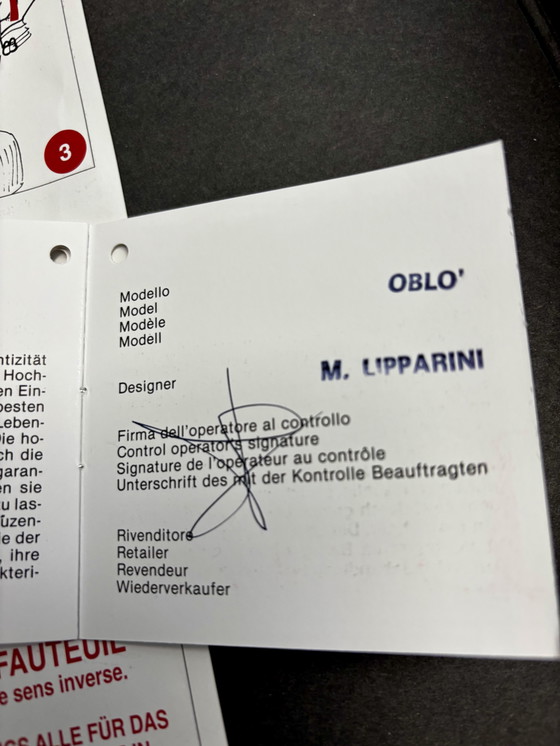 3
ntizität
Hoch-
en Ein-
besten
Leben-
ie ho-
ch die
garan-
en sie
zu las-
uzen-
e der
, ihre
kteri-
Modello
Model
Modèle
Modell
OBLO'
Designer
M. LIPPARINI
Firma dell'operatore al controllo
Control operator's signature
Signature de l'opérateur au contrôle
Unterschrift des mit der Kontrolle Beauftragten
Rivenditore
Retailer
Revendeur
Wiederverkaufer
FAUTEUIL
e sens inverse.
ALLE FÜR DAS